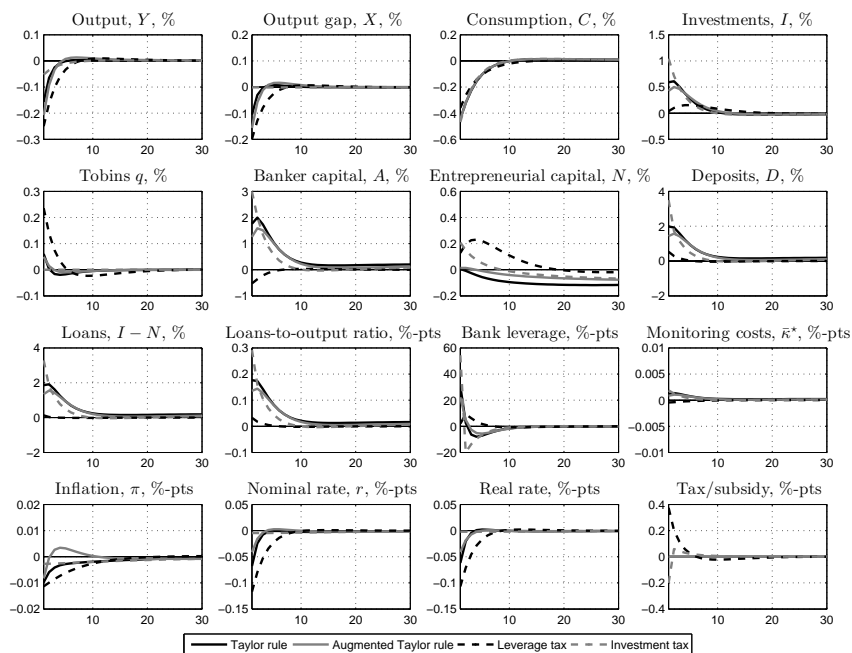 Output, Y, % Output gap, X, % Consumption, C, % Investments, I, %
0.1 0.2 0.2 1.5
0 0.1 0 1
−0.1 0 −0.2 0.5
−0.2 −0.1 −0.4 0
−0.3 −0.2 −0.6 −0.5
10 20 30 10 20 30 10 20 30 10 20 30
Tobins q, % Banker capital, A, % Entrepreneurial capital, N, % Deposits, D, %
0.3 3 0.6 4
0.2 2 0.4
0.1 1 0.2 2
0 0 0 0
−0.1 −1 −0.2 −2
10 20 30 10 20 30 10 20 30 10 20 30
Loans, I − N, % Loans-to-output ratio, %-pts Bank leverage, %-pts Monitoring costs, κ̄⋆, %-pts
4 0.3 60 0.01
0.2 40 0.005
2 0.1 20 0
0 0 0 −0.005
−2 −0.1 −20 −0.01
10 20 30 10 20 30 10 20 30 10 20 30
Inflation, π, %-pts Nominal rate, r, %-pts Real rate, %-pts Tax/subsidy, %-pts
0.02 0.05 0.05 0.4
0.01 0 0 0.2
0 −0.05 −0.05 0
−0.01 −0.1 −0.1 −0.2
−0.02 −0.15 −0.15 −0.4
10 20 30 10 20 30 10 20 30 10 20 30
Taylor rule Augmented Taylor rule Leverage tax Investment tax